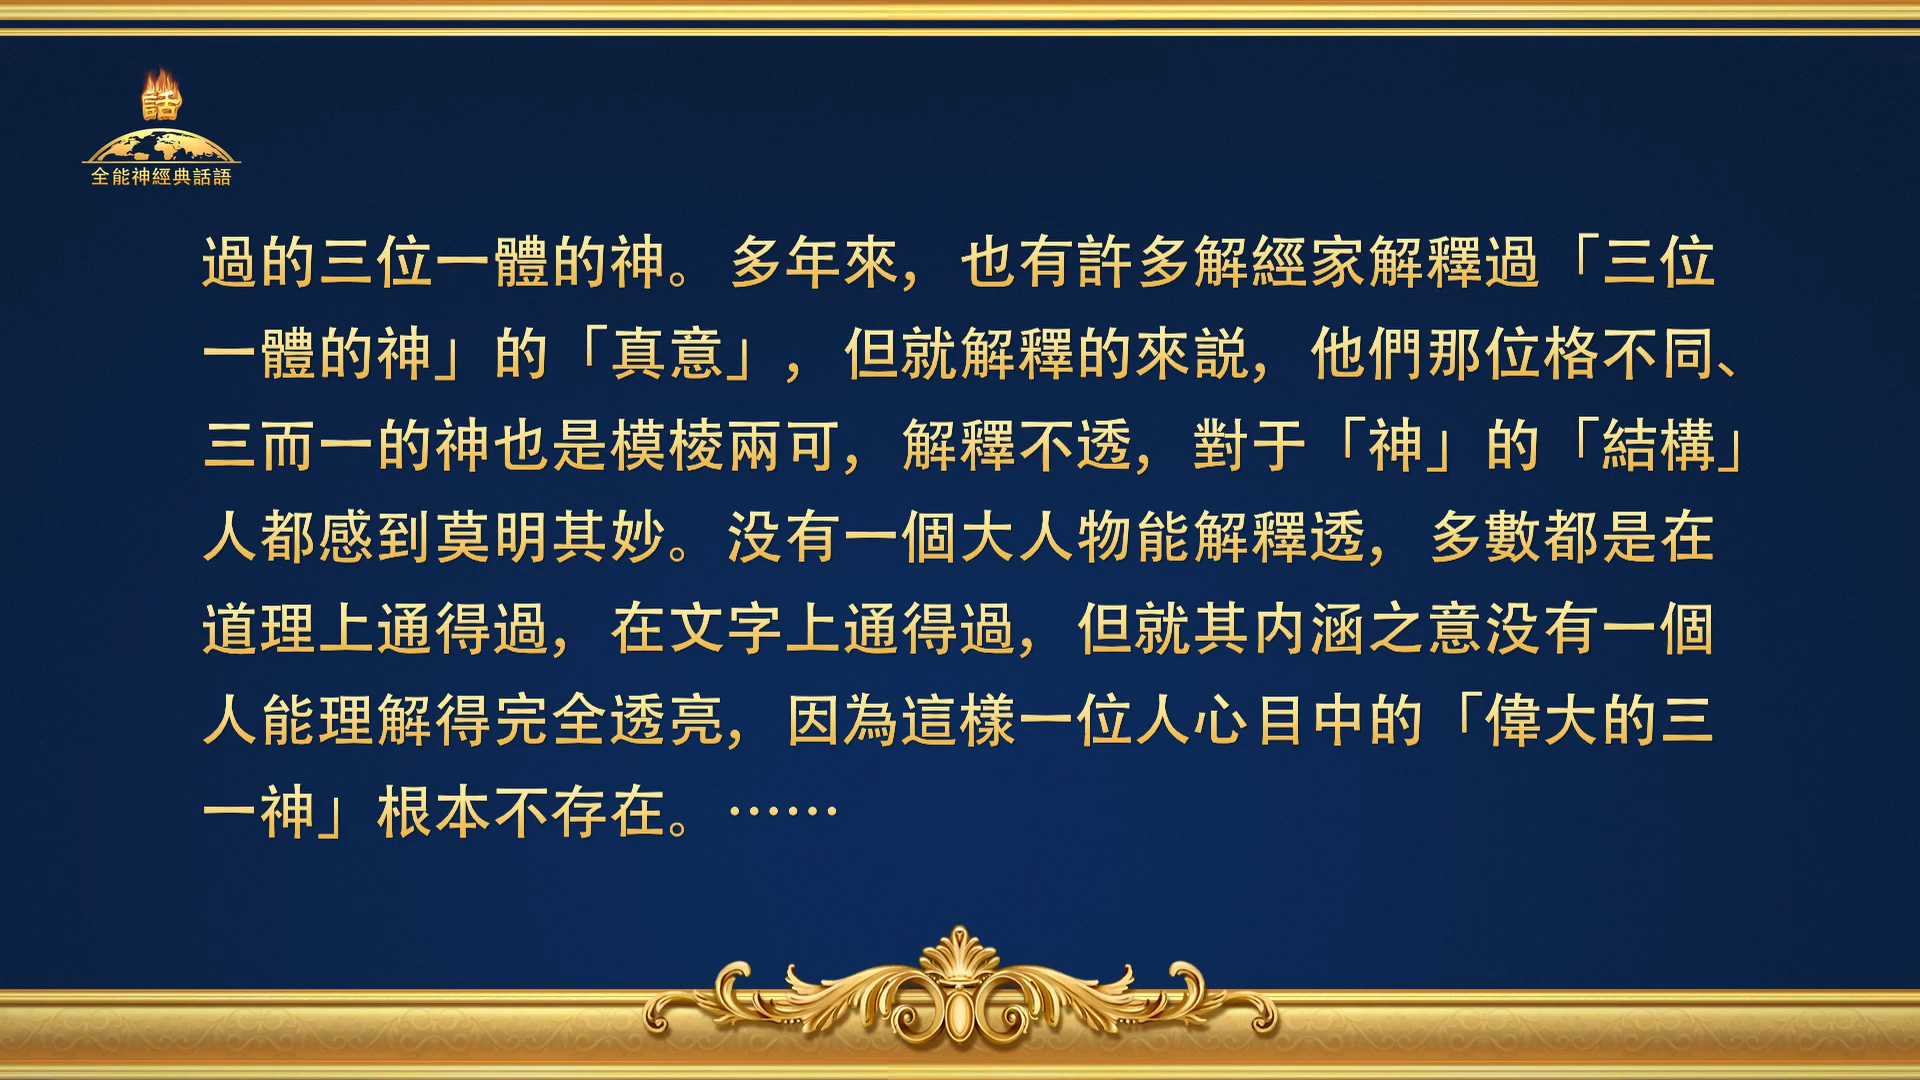 話
全能神經典話語
過的三位一體的神。多年來，也有許多解經家解釋過「三位
一體的神」的「真意」，但就解釋的來説，他們那位格不同、
三而一的神也是模棱兩可，解釋不透，對于「神」的「結構」
人都感到莫明其妙。没有一個大人物能解釋透，多數都是在
道理上通得過，在文字上通得過，但就其内涵之意没有一個
人能理解得完全透亮，因為這樣一位人心目中的「偉大的三
一神」根本不存在。……